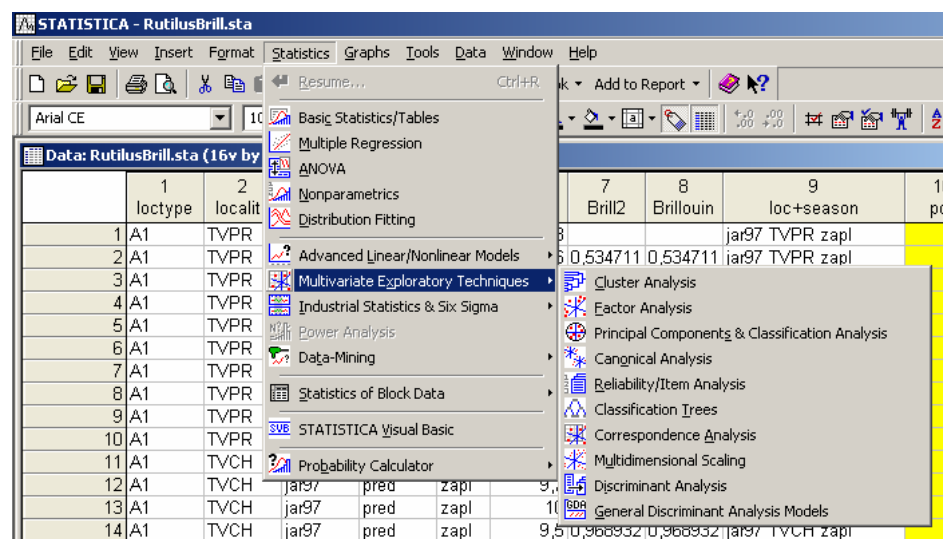 STATISTICA - RutilusBrill.sta
File Edit View Insert Format Statistics Graphs Tools Data Window Help
Resume... Ctrl+R
Add to Report
Arial CE 10
Data: RutilusBrill.sta (16v by
1 2 7 8 9
loctype localit Brill2 Brillouin loc+season
Basic Statistics/Tables
Multiple Regression
ANOVA
Nonparametrics
Distribution Fitting
Advanced Linear/Nonlinear Models
Multivariate Exploratory Techniques
Industrial Statistics & Six Sigma
Power Analysis
Data-Mining
Statistics of Block Data
STATISTICA Visual Basic
Probability Calculator
Cluster Analysis
Factor Analysis
Principal Components & Classification Analysis
Canonical Analysis
Reliability/Item Analysis
Classification Trees
Correspondence Analysis
Multidimensional Scaling
Discriminant Analysis
General Discriminant Analysis Models
1 A1 TVPR jar97 TVPR zapl
2 A1 TVPR 0,534711 0,534711 jar97 TVPR zapl
3 A1 TVPR
4 A1 TVPR
5 A1 TVPR
6 A1 TVPR
7 A1 TVPR
8 A1 TVPR
9 A1 TVPR
10 A1 TVPR
11 A1 TVCH
12 A1 TVCH jar97 pred zapl
13 A1 TVCH jar97 pred zapl
14 A1 TVCH jar97 pred zapl 0,968932 0,968932 jar97 TVCH zapl